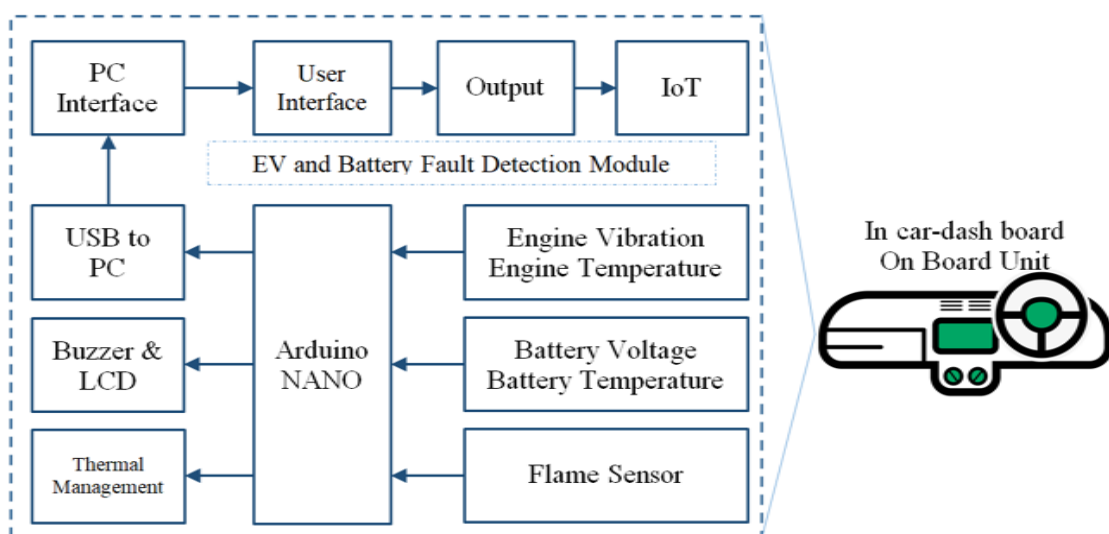 PC
Interface
User
Interface
Output
IoT
EV and Battery Fault Detection Module
USB to
PC
Arduino
NANO
Engine Vibration
Engine Temperature
Buzzer &
LCD
Battery Voltage
Battery Temperature
Thermal
Management
Flame Sensor
In car-dash board
On Board Unit